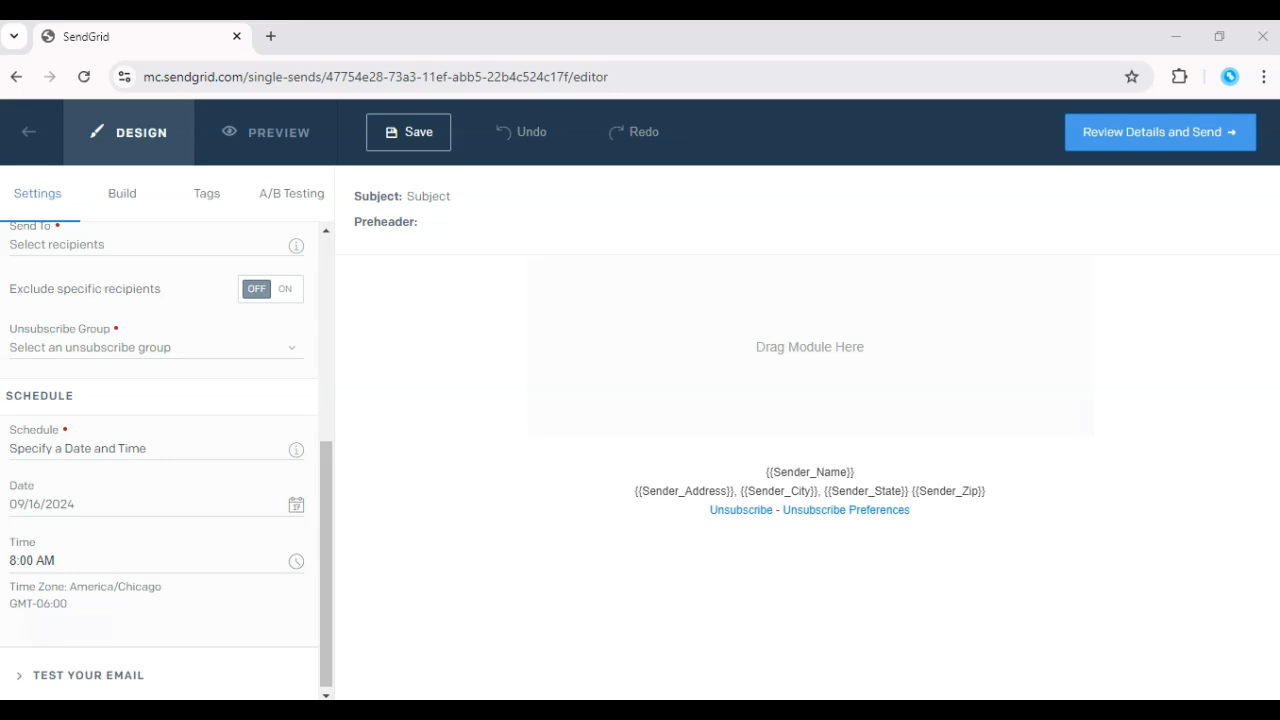 SendGrid
mc.sendgrid.com/single-sends/47754e28-73a3-11ef-abb5-22b4c524c17f/editor
DESIGN
PREVIEW
Save
Undo
Redo
Review Details and Send →
Settings
Build
Tags
A/B Testing
Send To •
Select recipients
Exclude specific recipients
OFF ON
Unsubscribe Group •
Select an unsubscribe group
SCHEDULE
Schedule •
Specify a Date and Time
Date
09/16/2024
Time
8:00 AM
Time Zone: America/Chicago
GMT-06:00
TEST YOUR EMAIL
Subject: Subject
Preheader:
Drag Module Here
{{Sender_Name}}
{{Sender_Address}}, {{Sender_City}}, {{Sender_State}} {{Sender_Zip}}
Unsubscribe - Unsubscribe Preferences